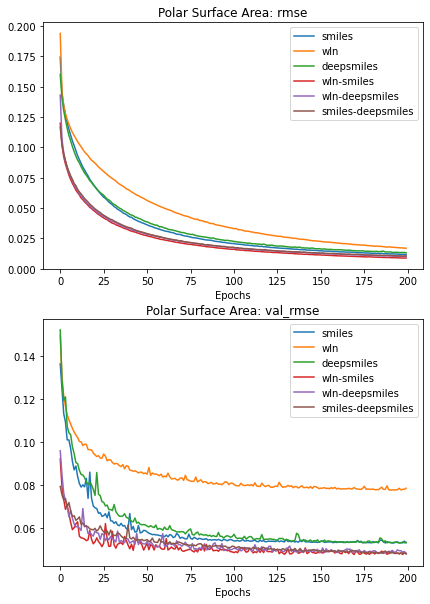 Polar Surface Area: rmse
0.200
0.175
0.150
0.125
0.100
0.075
0.050
0.025
0.000
smiles
wln
deepsmiles
wln-smiles
wln-deepsmiles
smiles-deepsmiles
0 25 50 75 100 125 150 175 200
Epochs
Polar Surface Area: val_rmse
0.14
0.12
0.10
0.08
0.06
smiles
wln
deepsmiles
wln-smiles
wln-deepsmiles
smiles-deepsmiles
0 25 50 75 100 125 150 175 200
Epochs